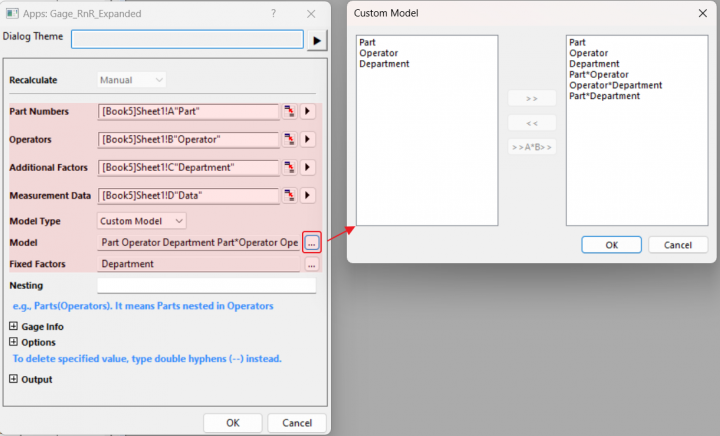 Apps: Gage_RnR_Expanded
?
Dialog Theme
Recalculate
Manual
Part Numbers
[Book5]Sheet1!A"Part"
Operators
[Book5]Sheet1!B"Operator"
Additional Factors
[Book5]Sheet1!C"Department"
Measurement Data
[Book5]Sheet1!D"Data"
Model Type
Custom Model
Model
Part Operator Department Part*Operator Ope
...
Fixed Factors
Department
...
Nesting
e.g., Parts(Operators). It means Parts nested in Operators
Gage Info
Options
To delete specified value, type double hyphens (--) instead.
Output
OK
Cancel
Custom Model
Part
Operator
Department
>>
<<
>>A*B>>
Part
Operator
Department
Part*Operator
Operator*Department
Part*Department
OK
Cancel